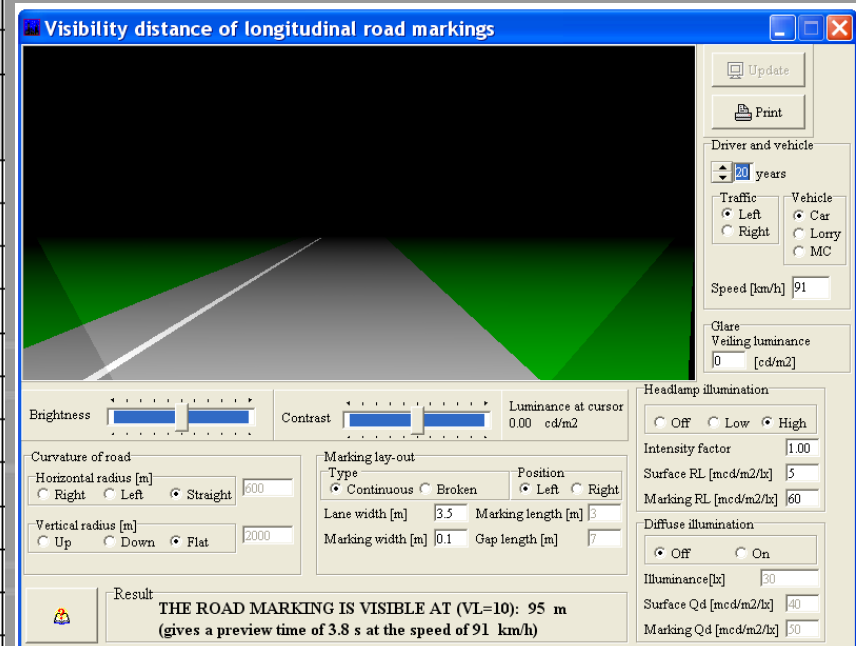 Visibility distance of longitudinal road markings
Update
Print
Driver and vehicle
20 years
Traffic
Left
Right
Vehicle
Car
Lorry
MC
Speed [km/h] 91
Glare
Veiling luminance
0 [cd/m2]
Brightness
Contrast
Luminance at cursor
0.00 cd/m2
Headlamp illumination
Off Low High
Intensity factor 1.00
Surface RL [mcd/m2/lx] 5
Marking RL [mcd/m2/lx] 60
Curvature of road
Horizontal radius [m]
Right Left Straight 600
Vertical radius [m]
Up Down Flat 2000
Marking lay-out
Type
Continuous Broken
Position
Left Right
Lane width [m] 3.5 Marking length [m] 3
Marking width [m] 0.1 Gap length [m] 7
Diffuse illumination
Off On
Illuminance[lx] 30
Surface Qd [mcd/m2/lx] 40
Marking Qd [mcd/m2/lx] 50
Result
THE ROAD MARKING IS VISIBLE AT (VL=10): 95 m
(gives a preview time of 3.8 s at the speed of 91 km/h)